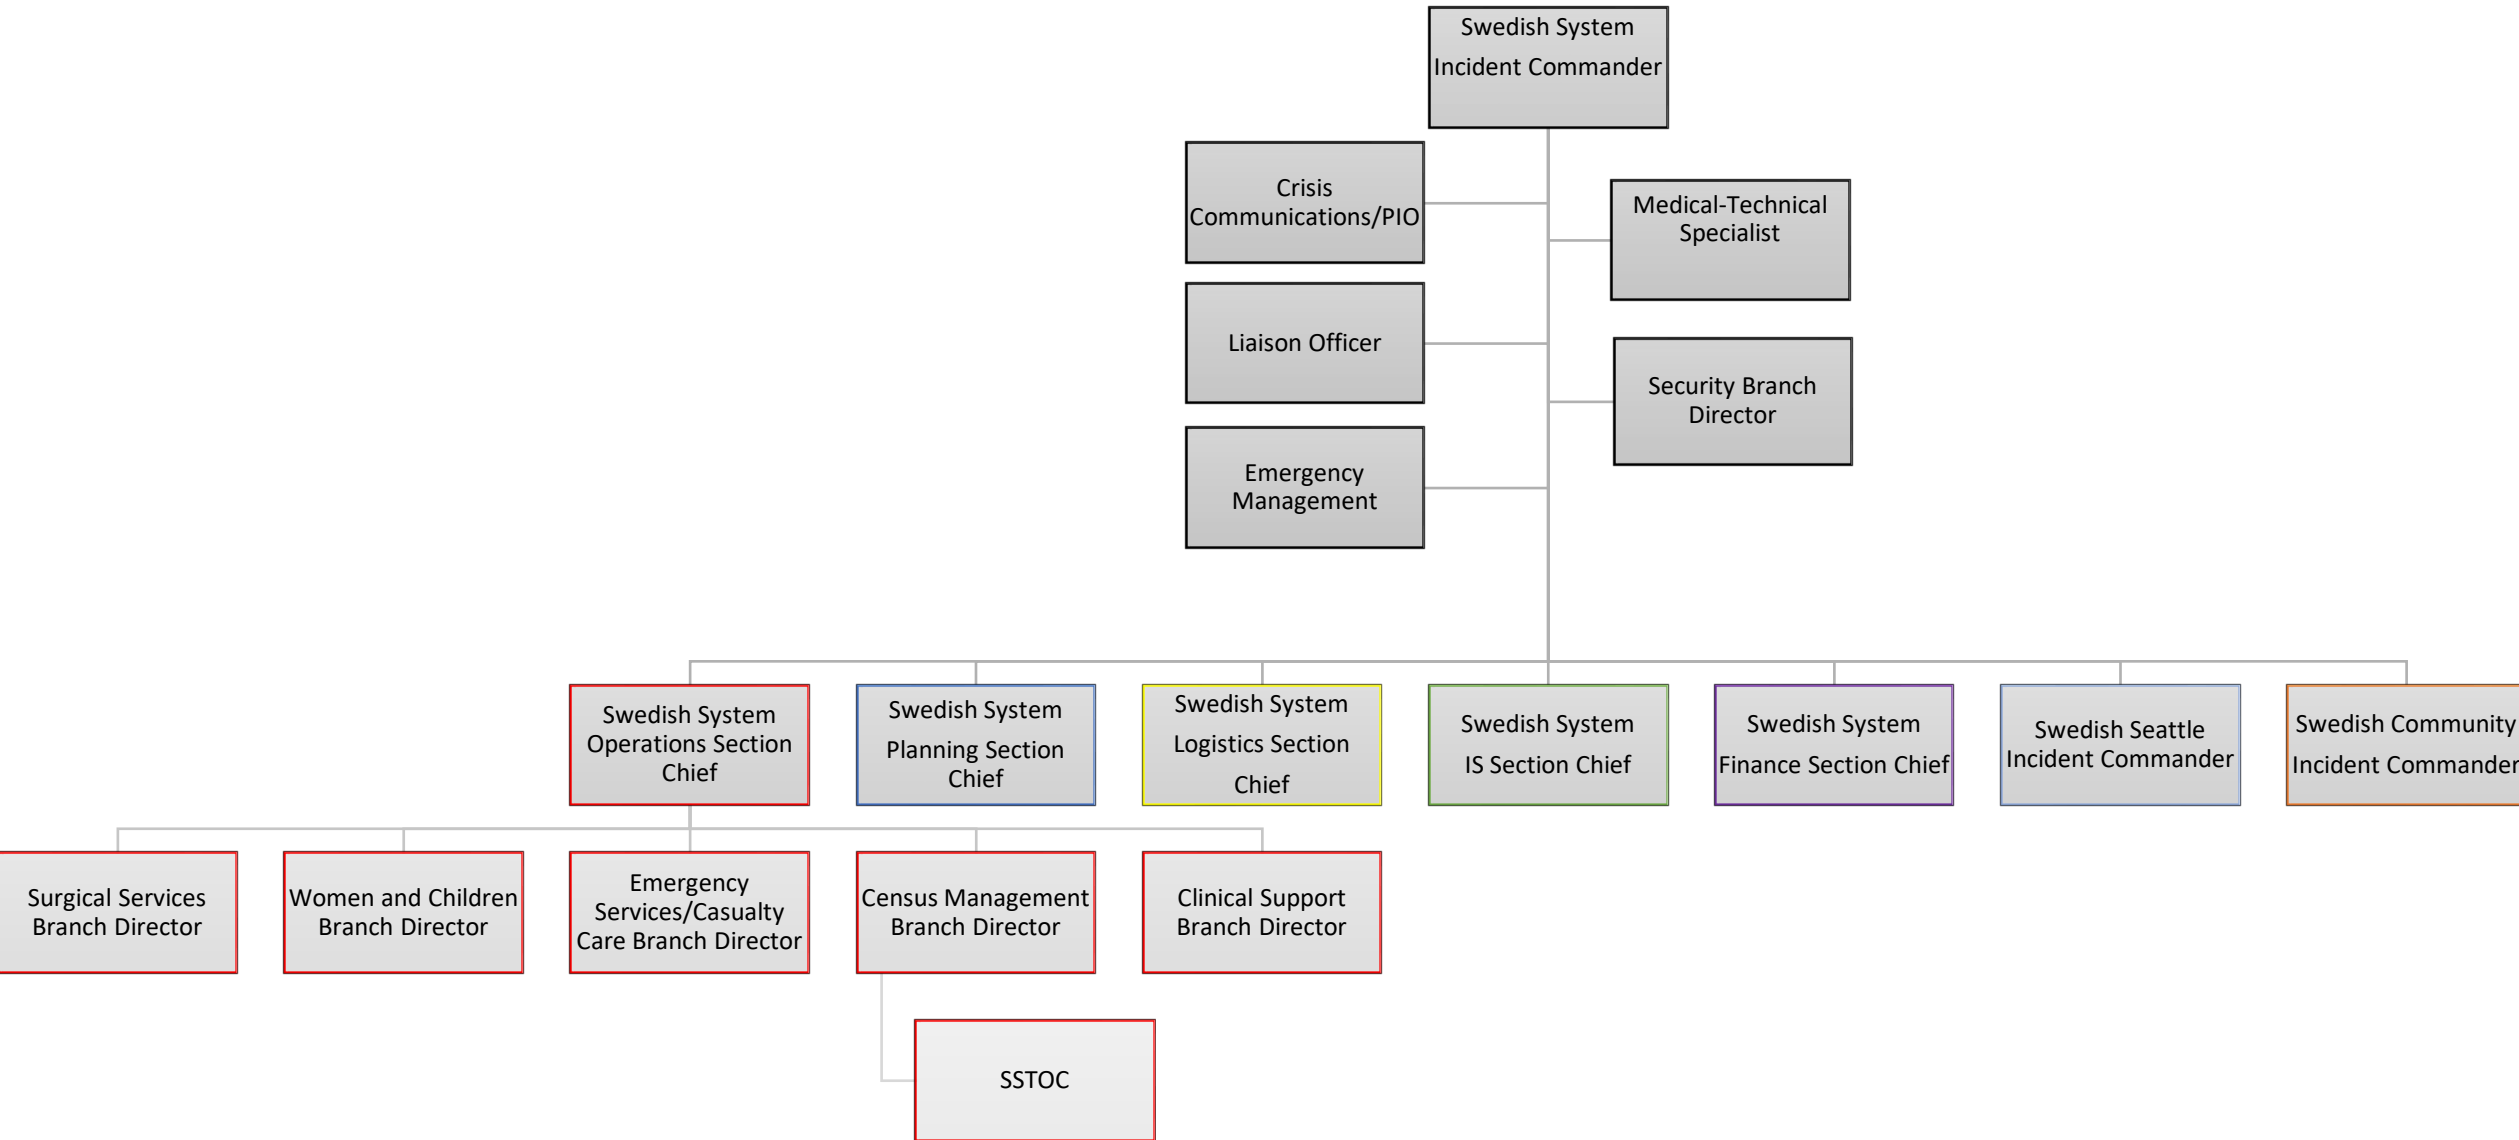 Swedish System
Incident Commander
Crisis
Communications/PIO
Medical-Technical
Specialist
Liaison Officer
Security Branch
Director
Emergency
Management
Swedish System
Operations Section
Chief
Swedish System
Planning Section
Chief
Swedish System
Logistics Section
Chief
Swedish System
IS Section Chief
Swedish System
Finance Section Chief
Swedish Seattle
Incident Commander
Swedish Community
Incident Commander
Surgical Services
Branch Director
Women and Children
Branch Director
Emergency
Services/Casualty
Care Branch Director
Census Management
Branch Director
Clinical Support
Branch Director
SSTOC